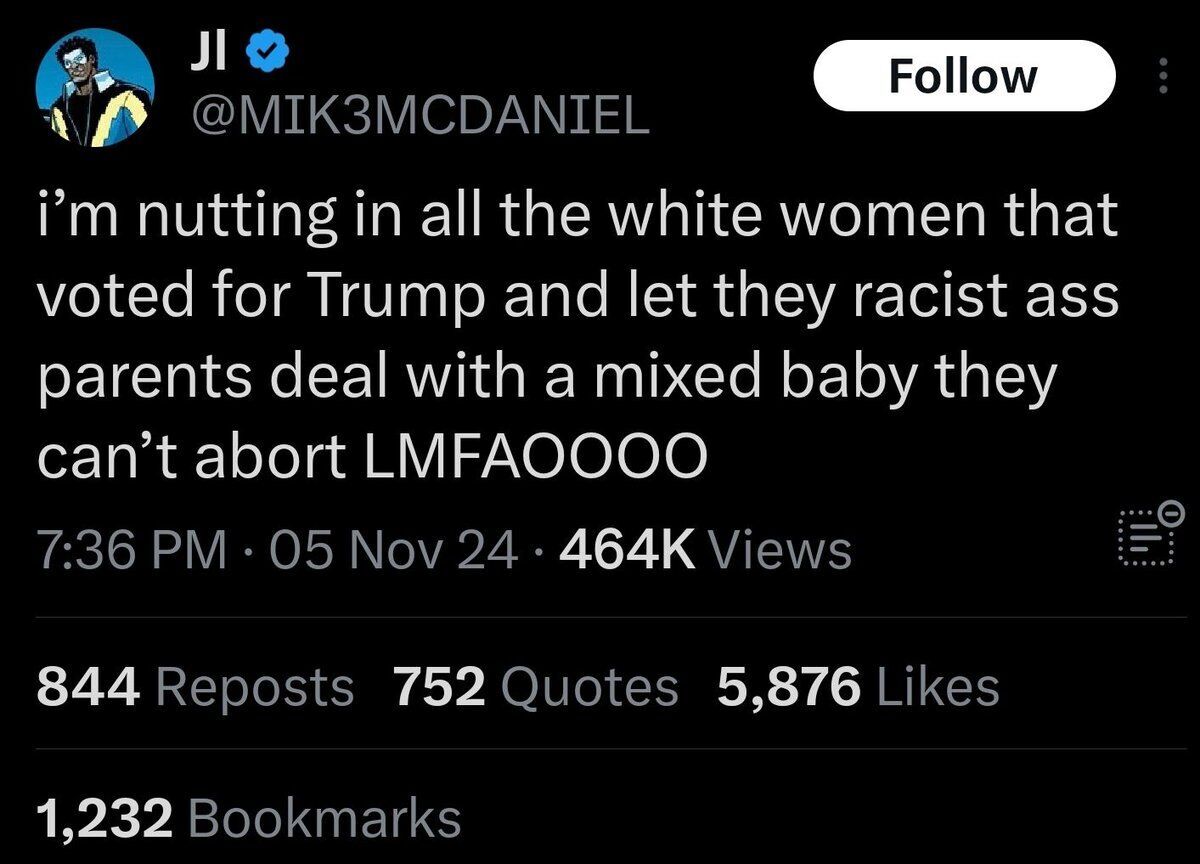 Jl
@MIK3MCDANIEL
Follow
i’m nutting in all the white women that
voted for Trump and let they racist ass
parents deal with a mixed baby they
can’t abort LMFAOOOO
7:36 PM · 05 Nov 24 · 464K Views
844 Reposts 752 Quotes 5,876 Likes
1,232 Bookmarks